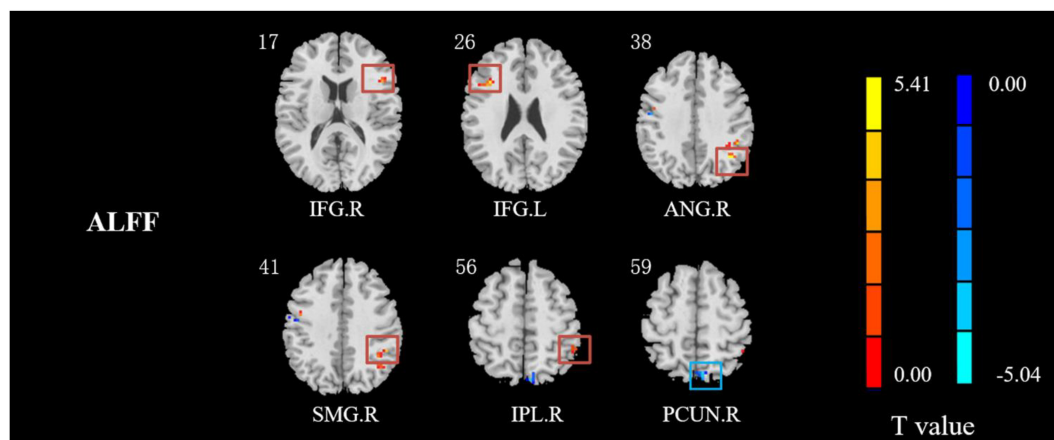 17
26
38
IFG.R
IFG.L
ANG.R
ALFF
41
56
59
SMG.R
IPL.R
PCUN.R
5.41
0.00
0.00
-5.04
T value